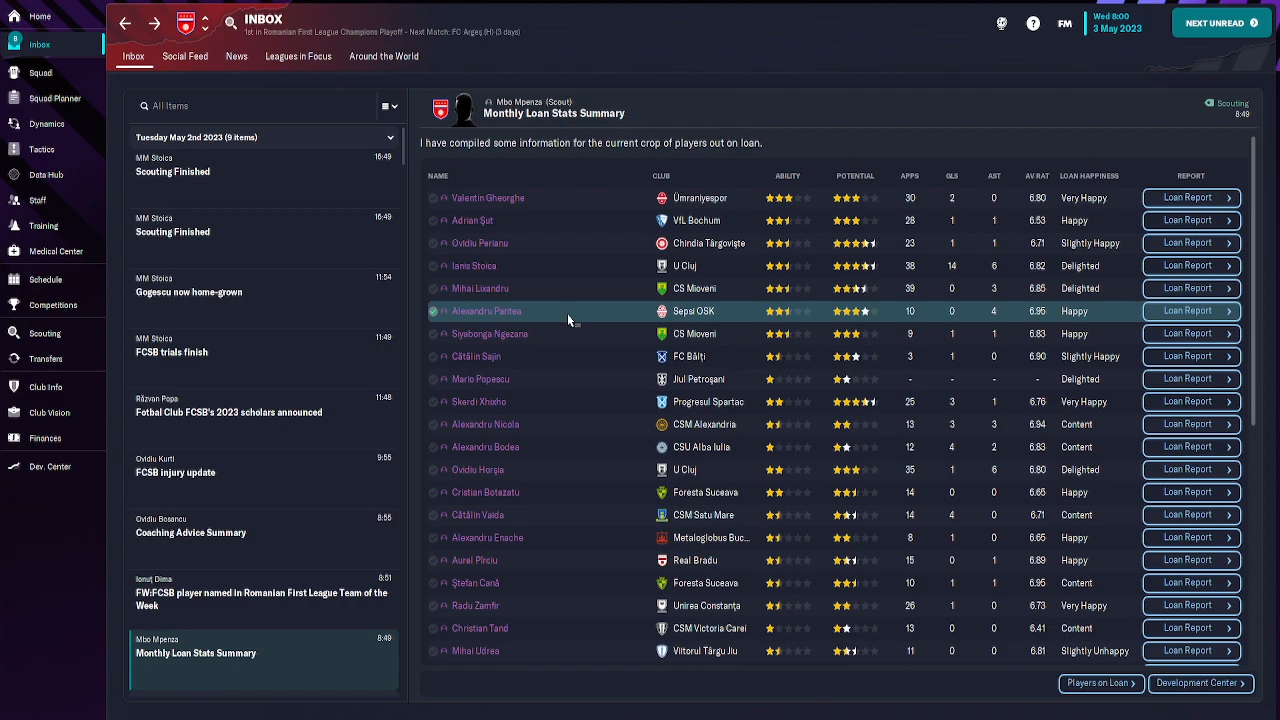 Home
8
Inbox
Squad
Squad Planner
Dynamics
Tactics
Data Hub
Staff
Training
Medical Center
Schedule
Competitions
Scouting
Transfers
Club Info
Club Vision
Finances
Dev. Center
INBOX
1st in Romanian First League Champions Playoff - Next Match: FC Argeș (H) (3 days)
?
FM
Wed 8:00
3 May 2023
NEXT UNREAD
Inbox Social Feed News Leagues in Focus Around the World
All Items
Tuesday May 2nd 2023 (9 items)
MM Stoica 16:49
Scouting Finished
MM Stoica 16:49
Scouting Finished
MM Stoica 11:54
Gogescu now home-grown
MM Stoica 11:49
FCSB trials finish
Răzvan Popa 11:48
Fotbal Club FCSB's 2023 scholars announced
Ovidiu Kurti 9:55
FCSB injury update
Ovidiu Bosancu 8:55
Coaching Advice Summary
Ionuț Dima 8:51
FW:FCSB player named in Romanian First League Team of the
Week
Mbo Mpenza 8:49
Monthly Loan Stats Summary
Mbo Mpenza (Scout)
Monthly Loan Stats Summary
Scouting
8:49
I have compiled some information for the current crop of players out on loan.
NAME CLUB ABILITY POTENTIAL APPS GLS AST AV RAT LOAN HAPPINESS REPORT
Valentin Gheorghe Ümraniyespor 30 2 0 6.80 Very Happy Loan Report
Adrian Șut VfL Bochum 28 1 1 6.53 Happy Loan Report
Ovidiu Perianu Chindia Târgoviște 23 1 1 6.71 Slightly Happy Loan Report
Ianis Stoica U Cluj 38 14 6 6.82 Delighted Loan Report
Mihai Lixandru CS Mioveni 39 0 3 6.85 Delighted Loan Report
Alexandru Pantea Sepsi OSK 10 0 4 6.95 Happy Loan Report
Siyabonga Ngezana CS Mioveni 9 1 1 6.83 Happy Loan Report
Cătălin Sajin FC Bălți 3 1 0 6.90 Slightly Happy Loan Report
Mario Popescu Jiul Petroșani - - - - Delighted Loan Report
Skerdi Xhixho Progresul Spartac 25 3 1 6.76 Very Happy Loan Report
Alexandru Nicola CSM Alexandria 13 3 3 6.94 Content Loan Report
Alexandru Bodea CSU Alba Iulia 12 4 2 6.83 Content Loan Report
Ovidiu Horșia U Cluj 35 1 6 6.80 Delighted Loan Report
Cristian Botezatu Foresta Suceava 14 0 0 6.65 Happy Loan Report
Cătălin Vaida CSM Satu Mare 14 4 0 6.71 Content Loan Report
Alexandru Enache Metaloglobus Buc... 8 1 0 6.65 Happy Loan Report
Aurel Pîrciu Real Bradu 15 0 1 6.89 Happy Loan Report
Ștefan Cană Foresta Suceava 10 1 1 6.95 Content Loan Report
Radu Zamfir Unirea Constanța 26 1 0 6.73 Very Happy Loan Report
Christian Tand CSM Victoria Carei 13 0 0 6.41 Content Loan Report
Mihai Udrea Viitorul Târgu Jiu 11 0 0 6.81 Slightly Unhappy Loan Report
Players on Loan Development Center